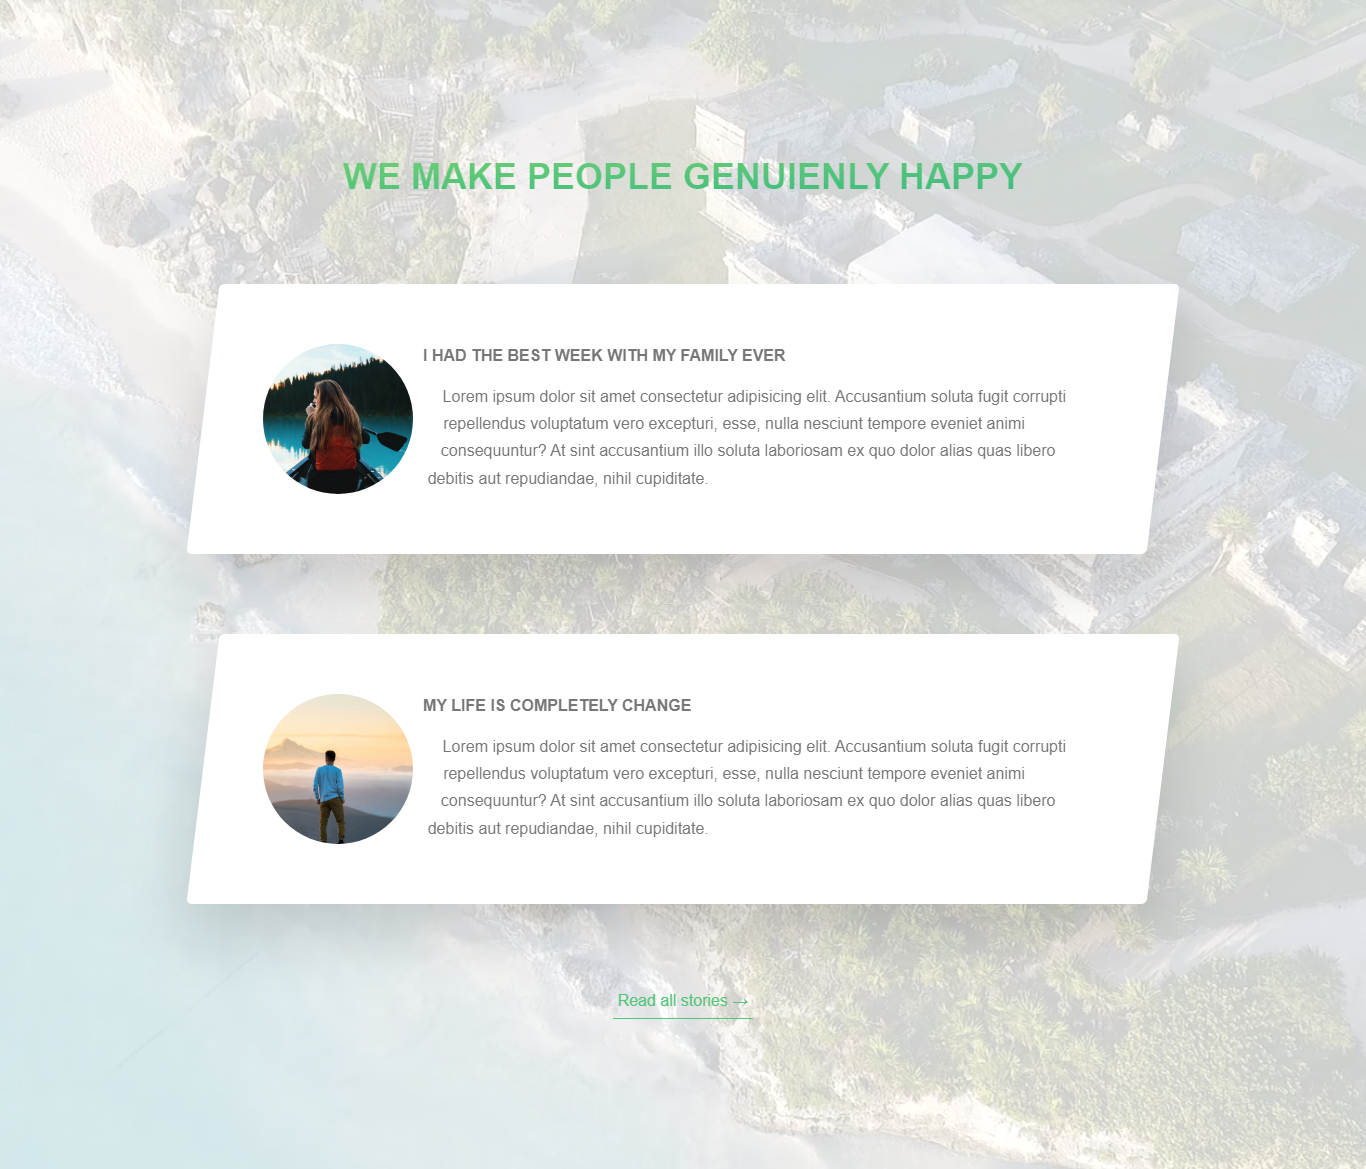 WE MAKE PEOPLE GENUIENLY HAPPY
I HAD THE BEST WEEK WITH MY FAMILY EVER
Lorem ipsum dolor sit amet consectetur adipisicing elit. Accusantium soluta fugit corrupti
repellendus voluptatum vero excepturi, esse, nulla nesciunt tempore eveniet animi
consequuntur? At sint accusantium illo soluta laboriosam ex quo dolor alias quas libero
debitis aut repudiandae, nihil cupiditate.
MY LIFE IS COMPLETELY CHANGE
Lorem ipsum dolor sit amet consectetur adipisicing elit. Accusantium soluta fugit corrupti
repellendus voluptatum vero excepturi, esse, nulla nesciunt tempore eveniet animi
consequuntur? At sint accusantium illo soluta laboriosam ex quo dolor alias quas libero
debitis aut repudiandae, nihil cupiditate.
Read all stories →